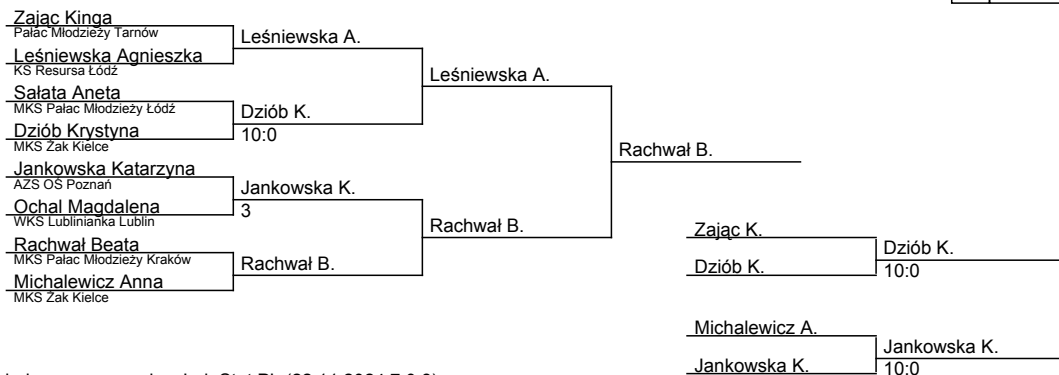 Zając Kinga
Pałac Młodzieży Tarnów
Leśniewska Agnieszka
KS Resursa Łódź
Sałata Aneta
MKS Pałac Młodzieży Łódź
Dziób Krystyna
MKS Żak Kielce
Jankowska Katarzyna
AZS OŚ Poznań
Ochal Magdalena
WKS Lublinianka Lublin
Rachwał Beata
MKS Pałac Młodzieży Kraków
Michalewicz Anna
MKS Żak Kielce
Leśniewska A.
Dziób K.
10:0
Jankowska K.
3
Rachwał B.
Leśniewska A.
Rachwał B.
Rachwał B.
Zając K.
Dziób K.
Dziób K.
10:0
Michalewicz A.
Jankowska K.
Jankowska K.
10:0